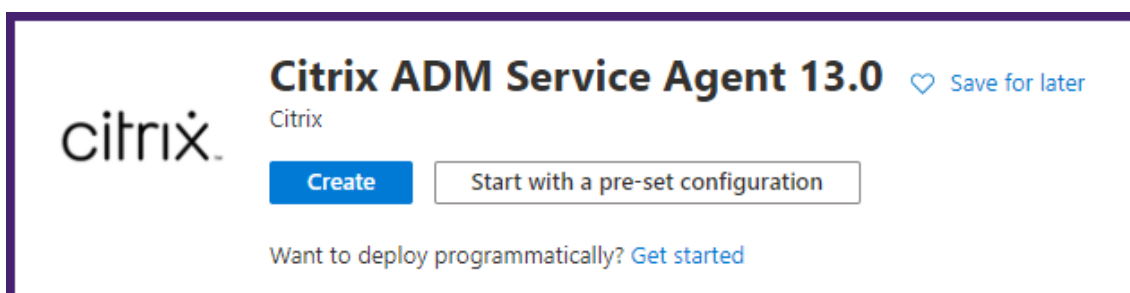 Citrix ADM Service Agent 13.0
Save for later
Citrix
citrix™
Create
Start with a pre-set configuration
Want to deploy programmatically? Get started